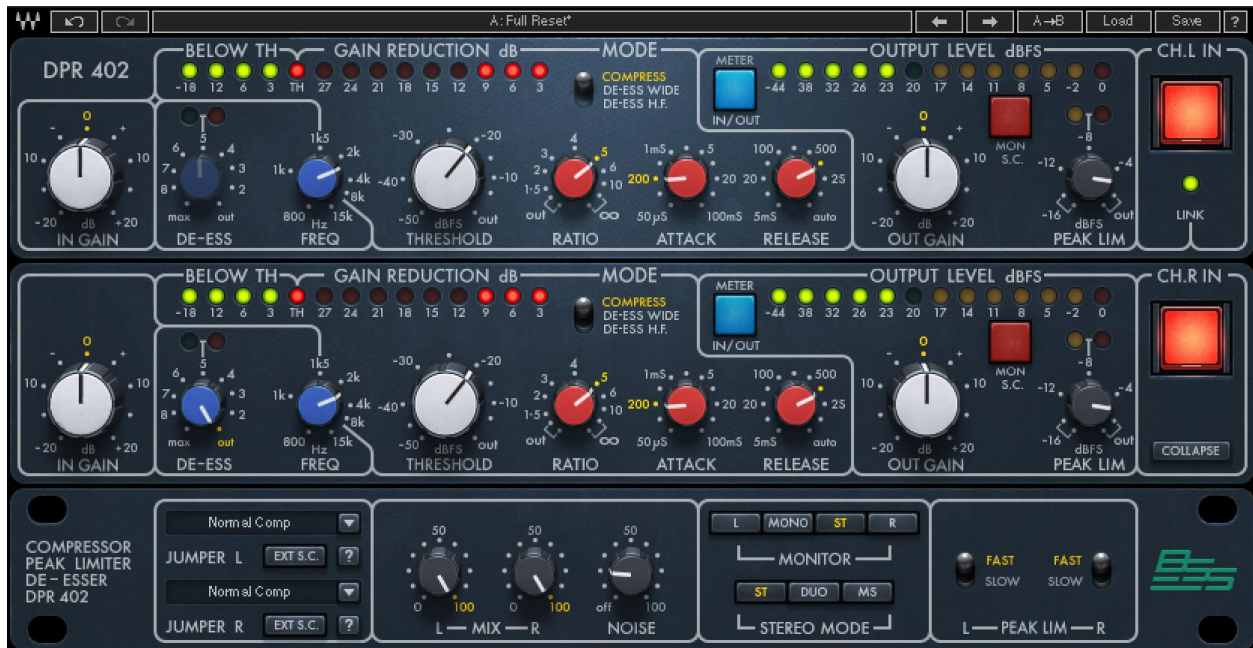 A: Full Reset*
A→B
Load
Save
?
DPR 402
BELOW TH
GAIN REDUCTION dB
MODE
OUTPUT LEVEL dBFS
CH.L IN
-18 12 6 3 TH 27 24 21 18 15 12 9 6 3
COMPRESS
DE-ESS WIDE
DE-ESS H.F.
METER
IN/OUT
-44 38 32 26 23 20 17 14 11 8 5 -2 0
MON
S.C.
0
- +
10 10
-20 dB +20
IN GAIN
5
6 4
7 3
8 2
max out
DE-ESS
1k5
2k
1k 4k
8k
800 Hz 15k
FREQ
-30 -20
-40 -10
-50 dBFS out
THRESHOLD
4
3 5
2 6
1·5 10
out ∞
RATIO
1mS 5
200 20
50 µS 100mS
ATTACK
100 500
20 2S
5mS auto
RELEASE
0
- +
10 10
-20 dB +20
OUT GAIN
-8
-12 -4
-16 out
dBFS
PEAK LIM
LINK
BELOW TH
GAIN REDUCTION dB
MODE
OUTPUT LEVEL dBFS
CH.R IN
-18 12 6 3 TH 27 24 21 18 15 12 9 6 3
COMPRESS
DE-ESS WIDE
DE-ESS H.F.
METER
IN/OUT
-44 38 32 26 23 20 17 14 11 8 5 -2 0
MON
S.C.
0
- +
10 10
-20 dB +20
IN GAIN
5
6 4
7 3
8 2
max out
DE-ESS
1k5
2k
1k 4k
8k
800 Hz 15k
FREQ
-30 -20
-40 -10
-50 dBFS out
THRESHOLD
4
3 5
2 6
1·5 10
out ∞
RATIO
1mS 5
200 20
50 µS 100mS
ATTACK
100 500
20 2S
5mS auto
RELEASE
0
- +
10 10
-20 dB +20
OUT GAIN
-8
-12 -4
-16 out
dBFS
PEAK LIM
COLLAPSE
COMPRESSOR
PEAK LIMITER
DE-ESSER
DPR 402
Normal Comp
JUMPER L EXT S.C. ?
Normal Comp
JUMPER R EXT S.C. ?
50 50 50
0 100 0 100 off 100
L MIX R NOISE
L MONO ST R
MONITOR
ST DUO MS
STEREO MODE
FAST FAST
SLOW SLOW
L PEAK LIM R
BSS